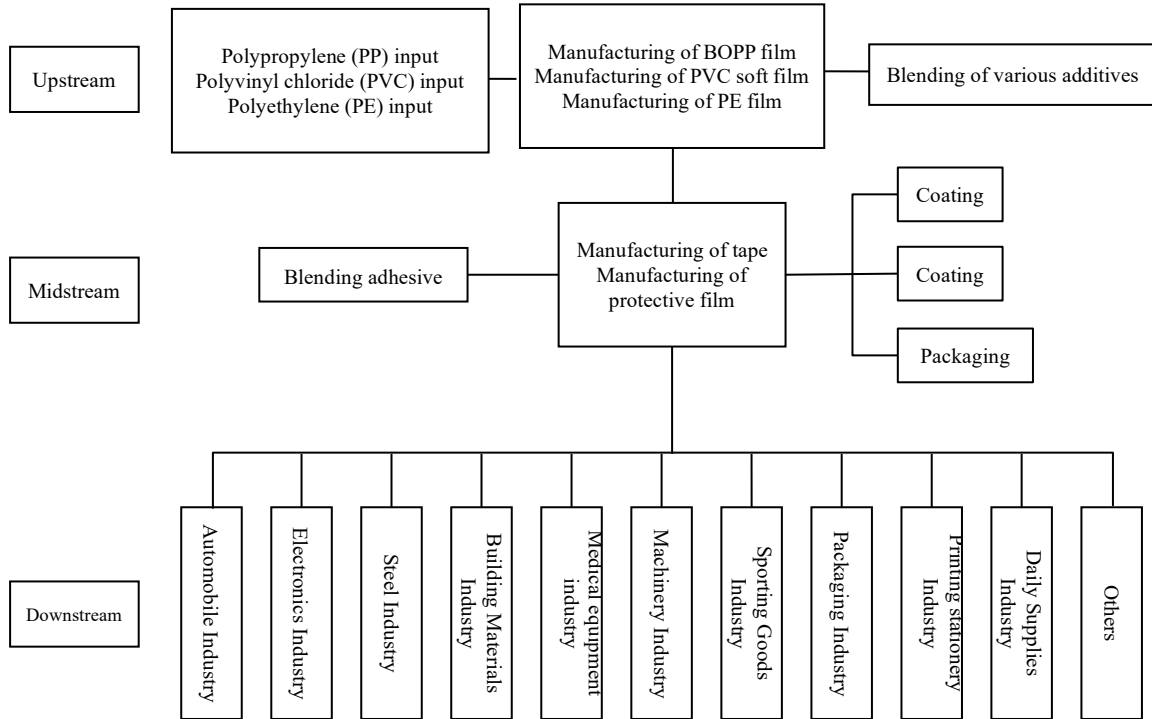 Upstream
Polypropylene (PP) input
Polyvinyl chloride (PVC) input
Polyethylene (PE) input
Manufacturing of BOPP film
Manufacturing of PVC soft film
Manufacturing of PE film
Blending of various additives
Midstream
Blending adhesive
Manufacturing of tape
Manufacturing of
protective film
Coating
Coating
Packaging
Downstream
Automobile Industry
Electronics Industry
Steel Industry
Building Materials
Industry
Medical equipment
industry
Machinery Industry
Sporting Goods
Industry
Packaging Industry
Printing stationery
Industry
Daily Supplies
Industry
Others